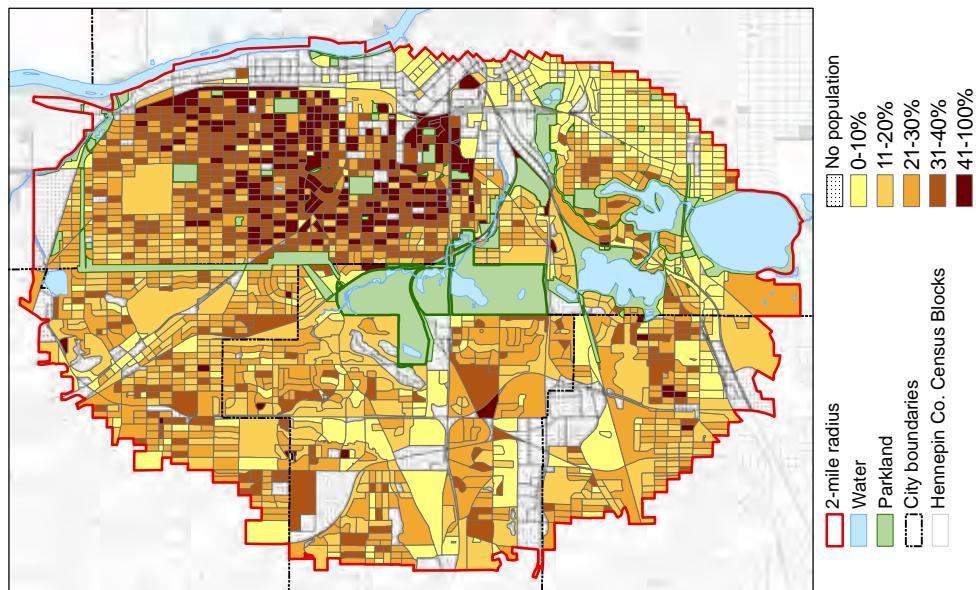 2-mile radius
Water
Parkland
City boundaries
Hennepin Co. Census Blocks
No population
0-10%
11-20%
21-30%
31-40%
41-100%